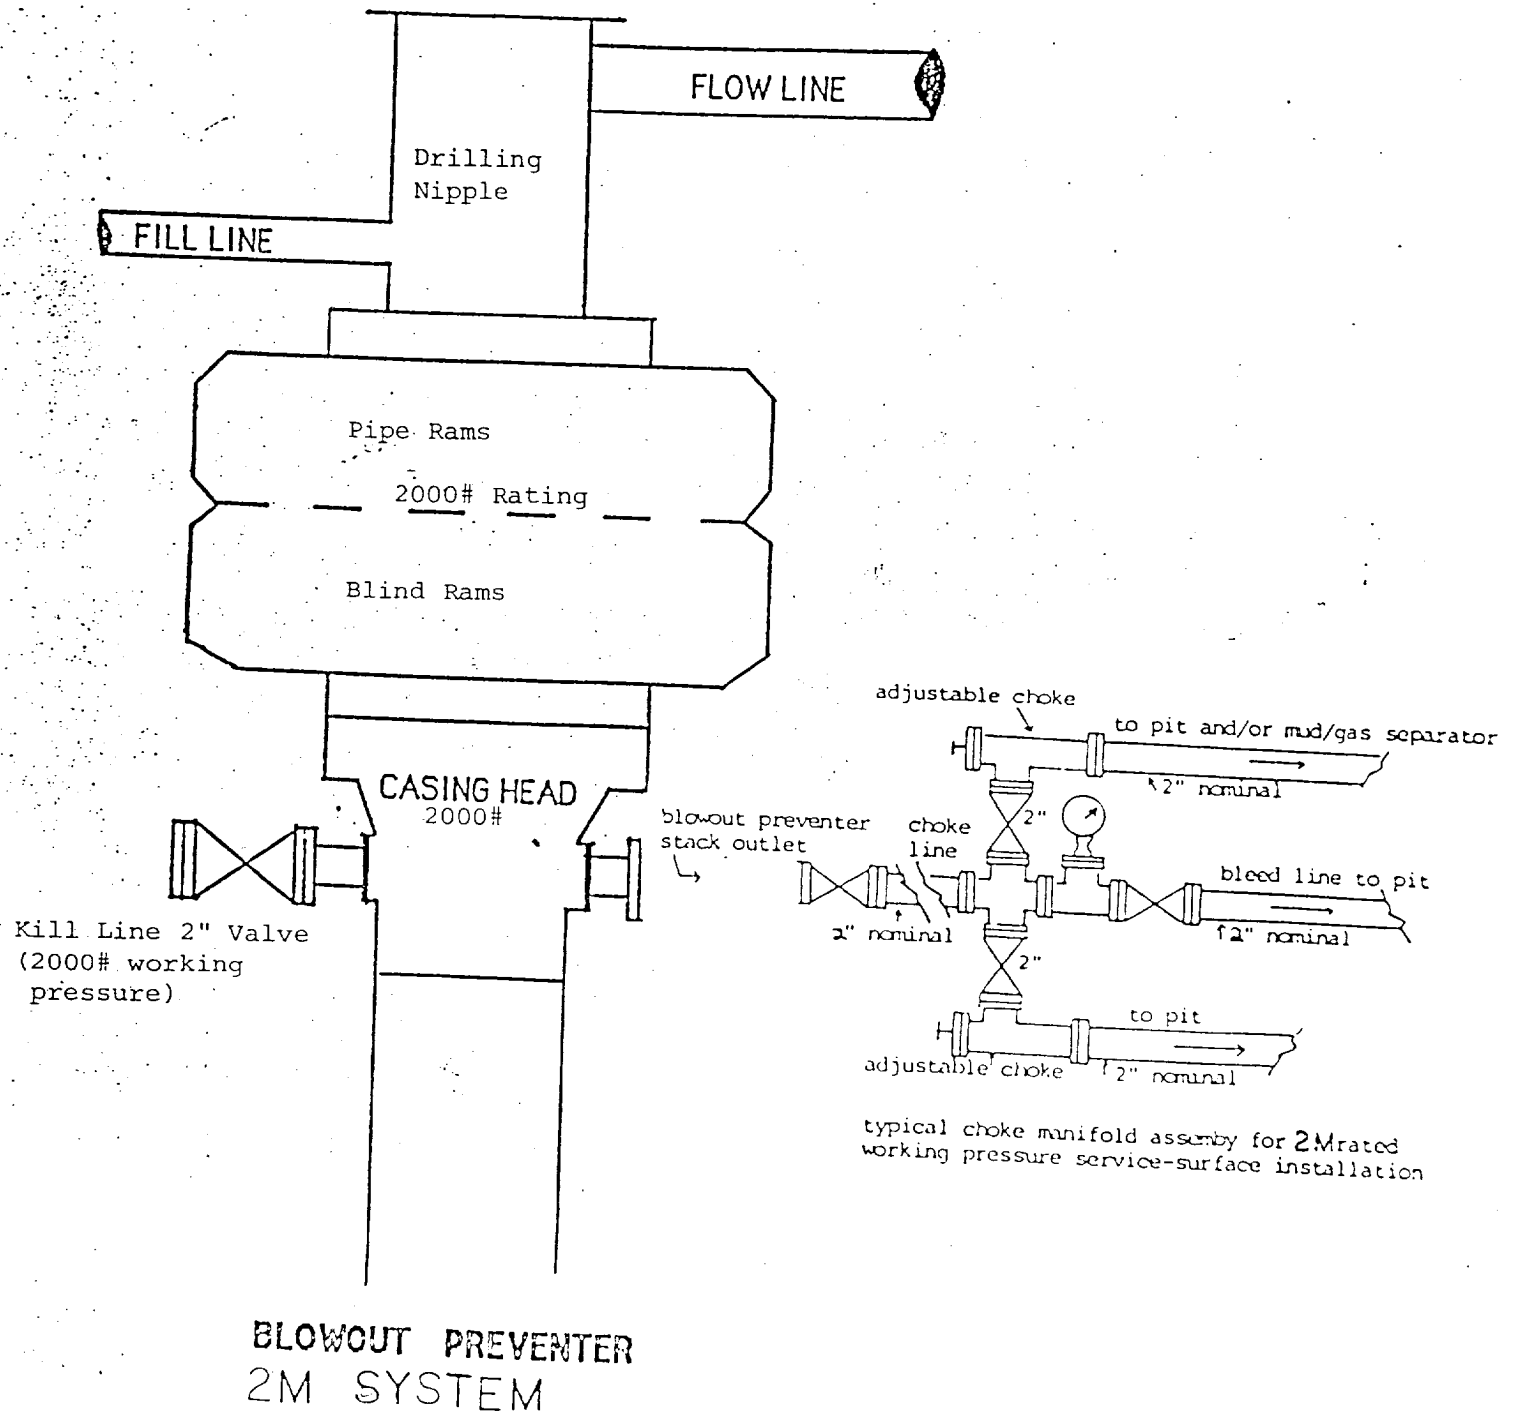 FLOW LINE
Drilling
Nipple
FILL LINE
Pipe Rams
2000# Rating
Blind Rams
CASING HEAD
2000#
Kill Line 2" Valve
(2000# working
pressure)
adjustable choke
to pit and/or mud/gas separator
2" nominal
2"
blowout preventer
stack outlet
choke
line
bleed line to pit
2" nominal
2" nominal
2"
to pit
adjustable choke
2" nominal
typical choke manifold assemby for 2M rated
working pressure service-surface installation
BLOWOUT PREVENTER
2M SYSTEM